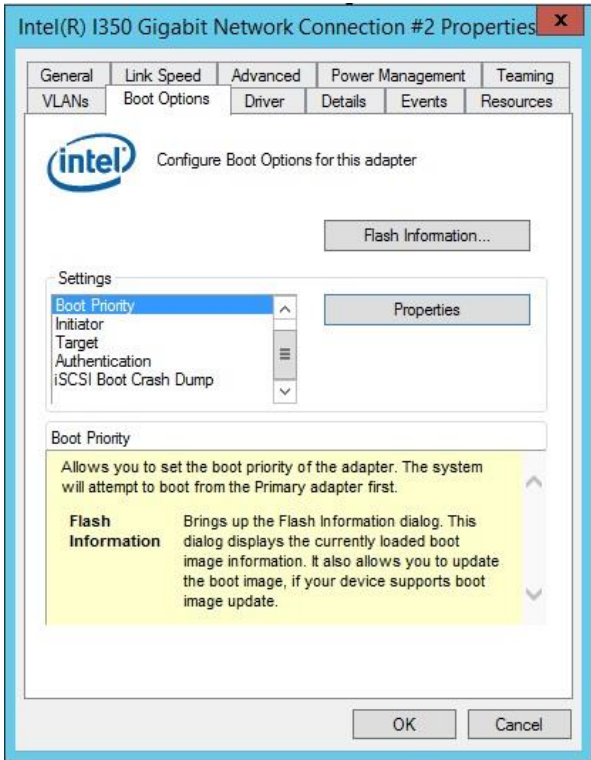 Intel(R) I350 Gigabit Network Connection #2 Properties
x
General Link Speed Advanced Power Management Teaming
VLANs Boot Options Driver Details Events Resources
intel
Configure Boot Options for this adapter
Flash Information...
Settings
Boot Priority
Initiator
Target
Authentication
iSCSI Boot Crash Dump
Properties
Boot Priority
Allows you to set the boot priority of the adapter. The system
will attempt to boot from the Primary adapter first.
Flash Brings up the Flash Information dialog. This
Information dialog displays the currently loaded boot
image information. It also allows you to update
the boot image, if your device supports boot
image update.
OK Cancel